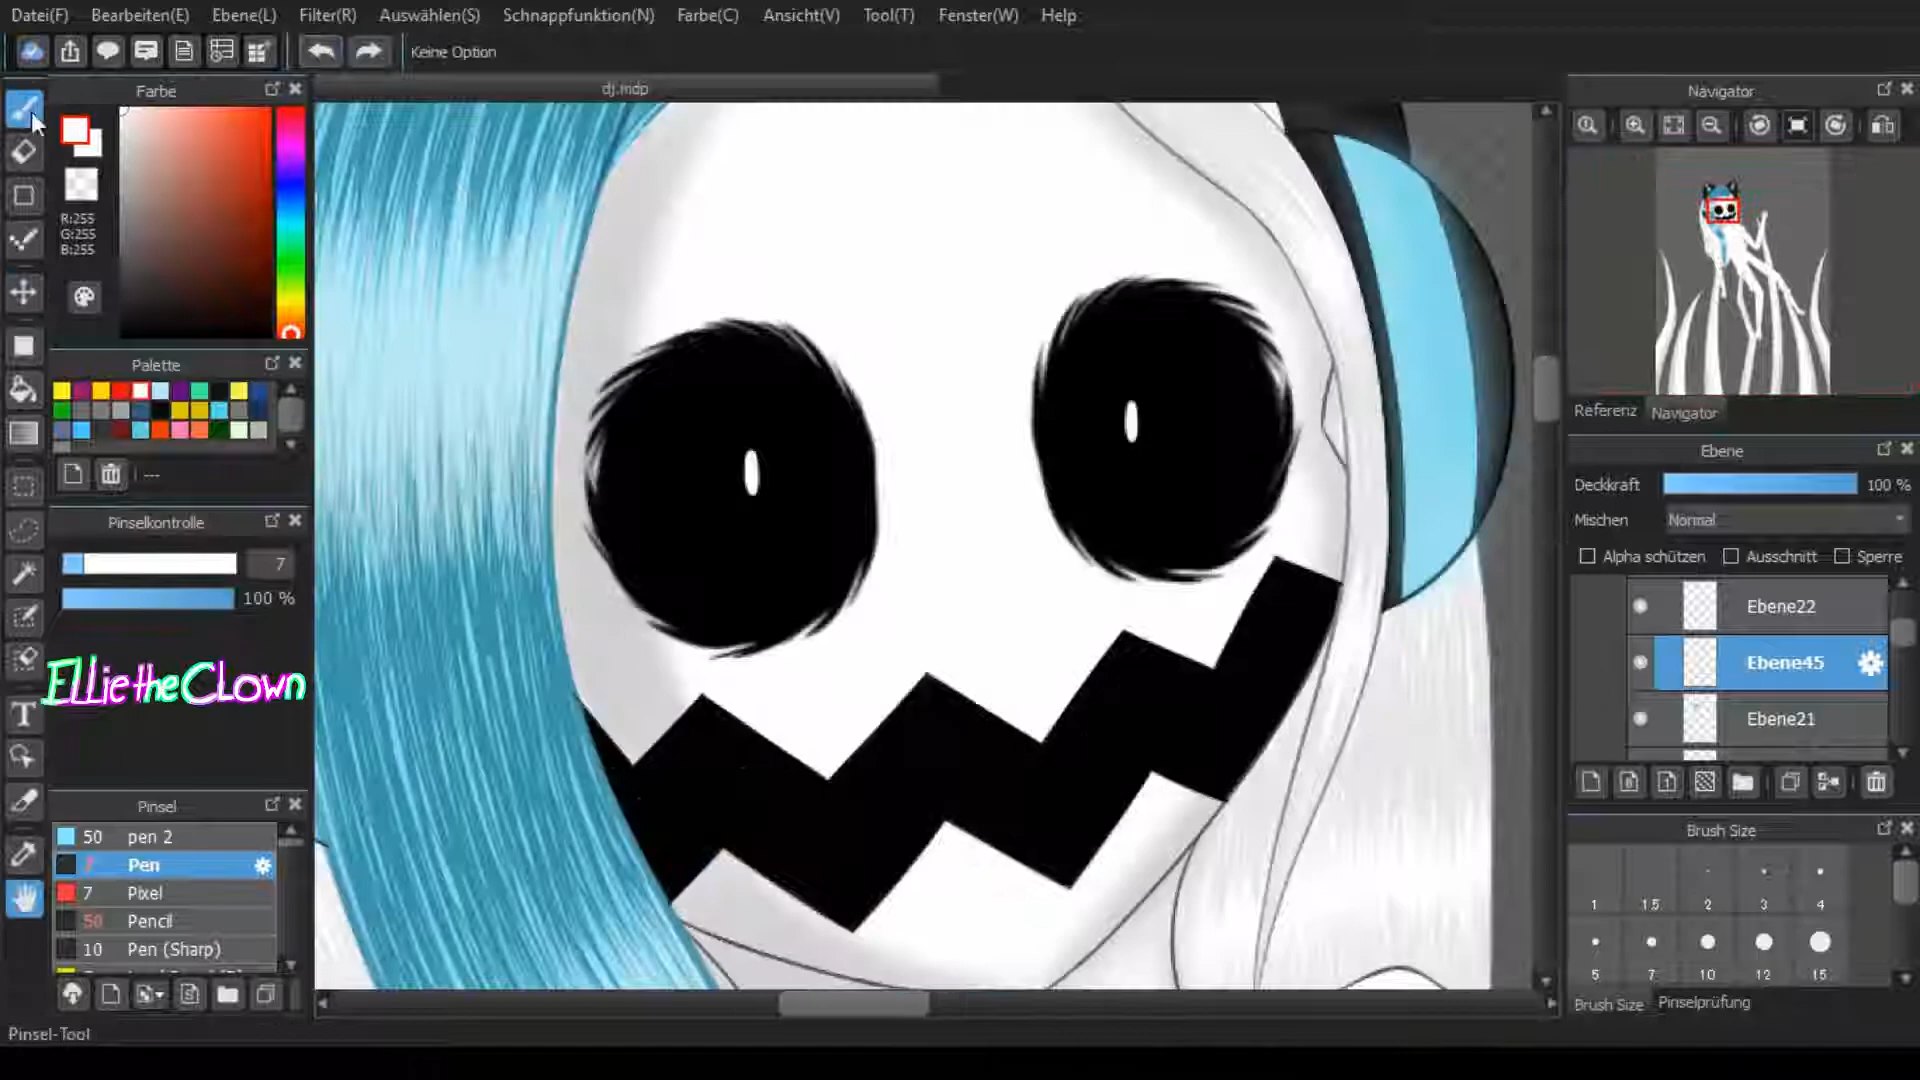 Datei(F) Bearbeiten(E) Ebene(L) Filter(R) Auswählen(S) Schnappfunktion(N) Farbe(C) Ansicht(V) Tool(T) Fenster(W) Help
Keine Option
Farbe
dj.mdp
Navigator
R:255
G:255
B:255
Palette
---
Referenz Navigator
Ebene
Deckkraft 100 %
Mischen Normal
Pinselkontrolle
7
100 %
Alpha schützen Ausschnitt Sperre
Ebene22
Ebene45
Ebene21
EllietheClown
Pinsel
50 pen 2
7 Pen
7 Pixel
50 Pencil
10 Pen (Sharp)
Brush Size
1 1.5 2 3 4
5 7 10 12 15
Brush Size Pinselprüfung
Pinsel-Tool